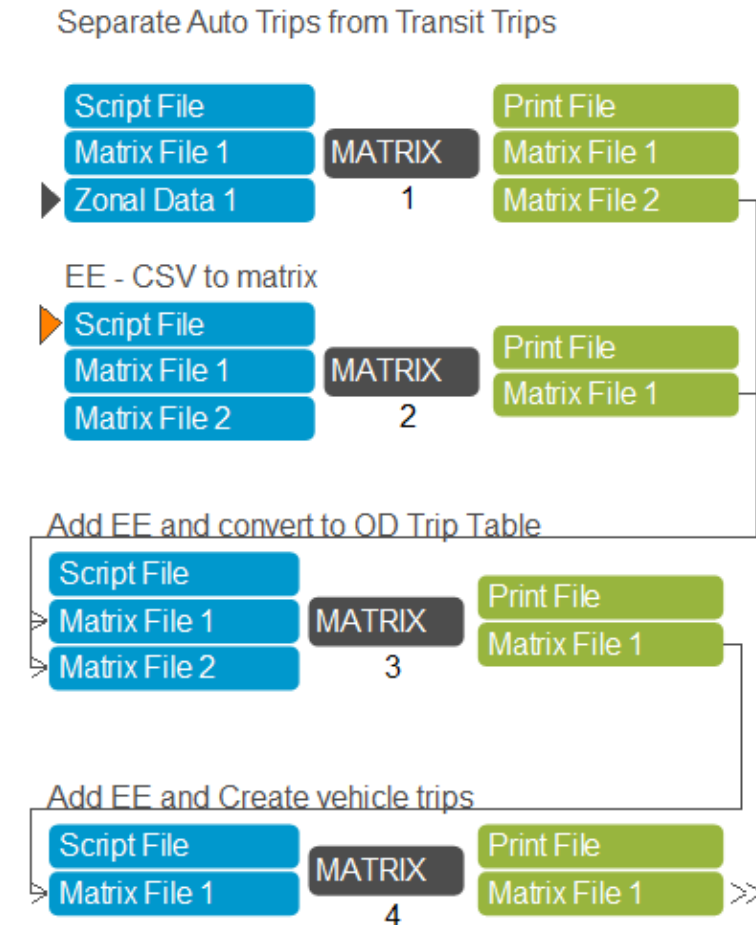 Separate Auto Trips from Transit Trips
Script File
Matrix File 1
Zonal Data 1
MATRIX
1
Print File
Matrix File 1
Matrix File 2
EE - CSV to matrix
Script File
Matrix File 1
Matrix File 2
MATRIX
2
Print File
Matrix File 1
Add EE and convert to OD Trip Table
Script File
Matrix File 1
Matrix File 2
MATRIX
3
Print File
Matrix File 1
Add EE and Create vehicle trips
Script File
Matrix File 1
MATRIX
4
Print File
Matrix File 1